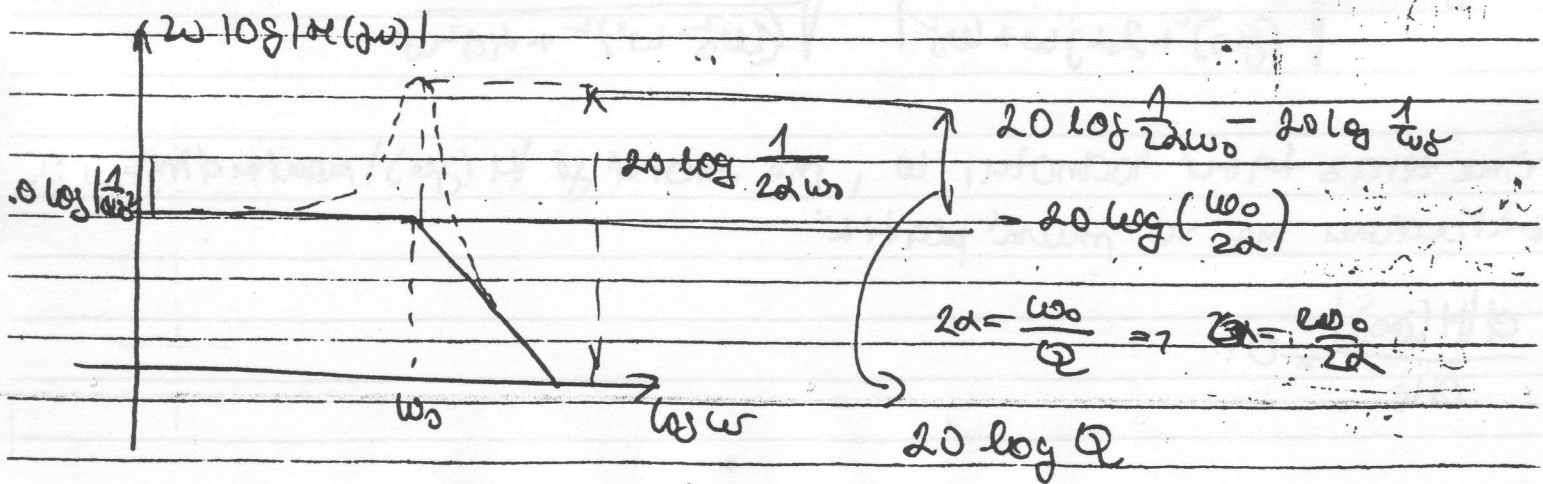 20 log |H(jω)|
20 log 1/2αω₀ - 20 log 1/ω₀²
20 log 1/2αω₀
0 log |1/ω₀²|
= 20 log (ω₀/2α)
2α = ω₀/Q => Q = ω₀/2α
ω₀
log ω
20 log Q